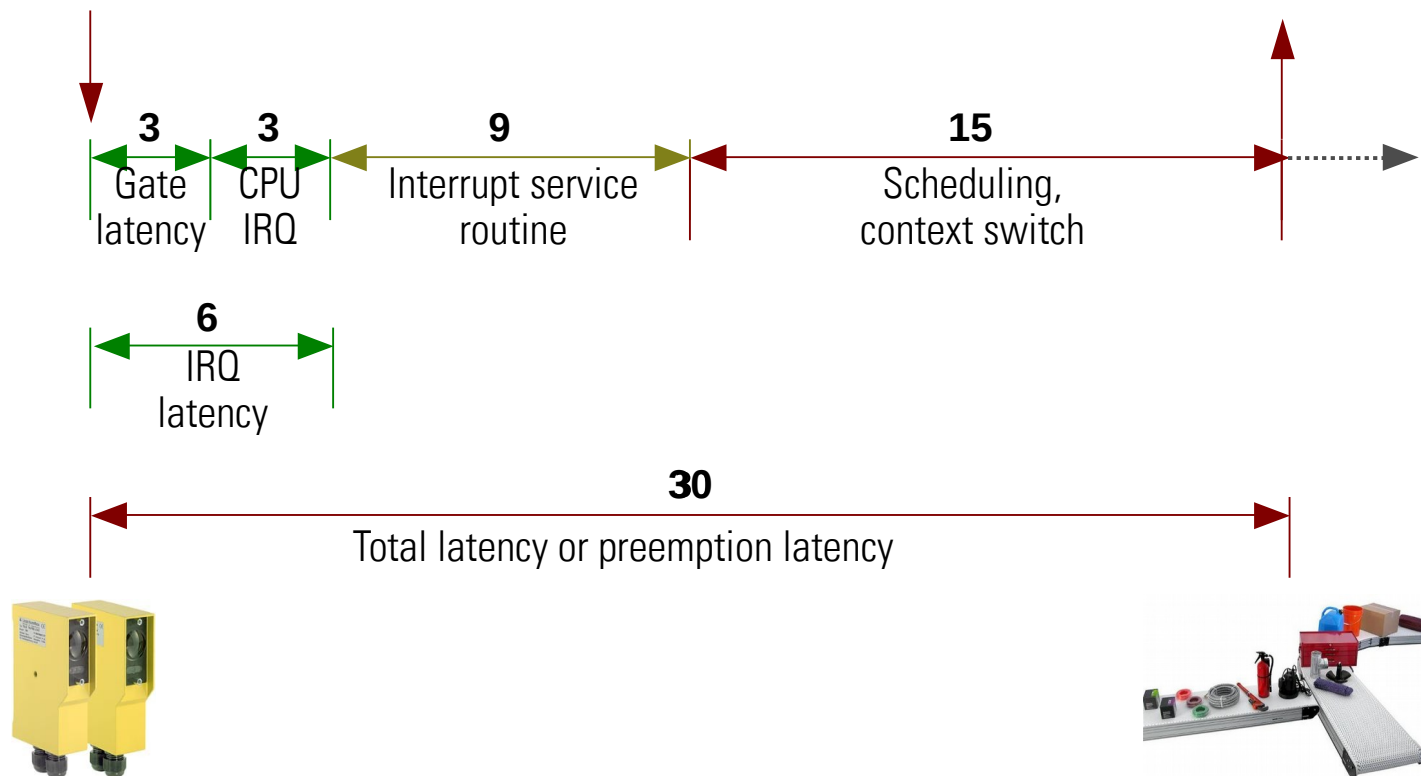 3 3 9 15
Gate CPU Interrupt service Scheduling,
latency IRQ routine context switch
6
IRQ
latency
30
Total latency or preemption latency